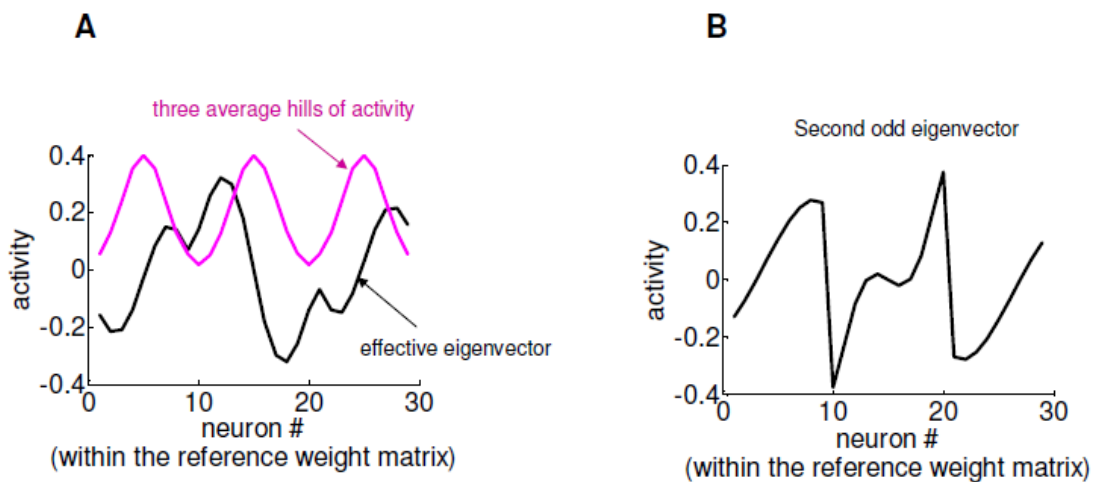 A
three average hills of activity
0.4
0.2
0
-0.2
-0.4
activity
effective eigenvector
0
10
20
30
neuron #
(within the reference weight matrix)
B
Second odd eigenvector
0.4
0.2
0
-0.2
-0.4
activity
10
20
30
neuron #
(within the reference weight matrix)